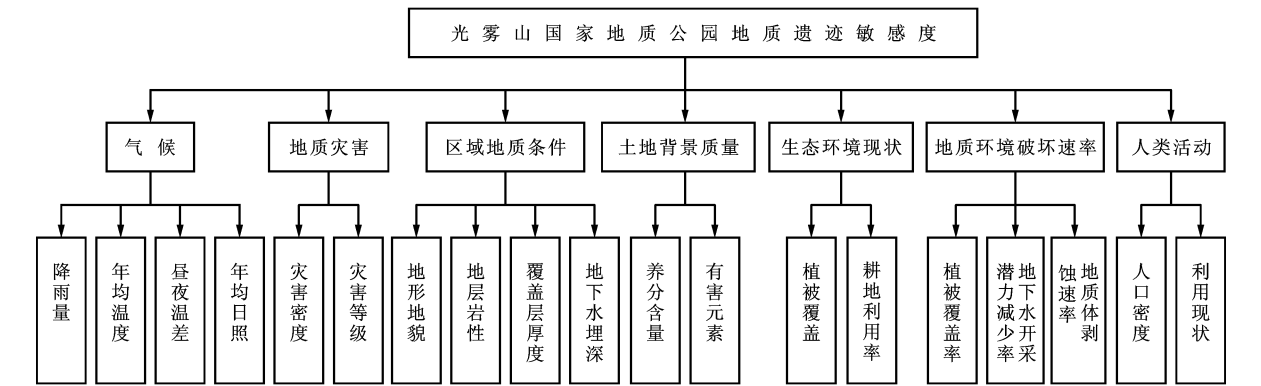 光雾山国家地质公园地质遗迹敏感度
气候
地质灾害
区域地质条件
土地背景质量
生态环境现状
地质环境破坏速率
人类活动
降雨量
年均温度
昼夜温差
年均日照
灾害密度
灾害等级
地形地貌
地层岩性
覆盖层厚度
地下水埋深
养分含量
有害元素
植被覆盖
耕地利用率
植被覆盖率
地下水开采
潜力减少率
地质体剥
蚀速率
人口密度
利用现状